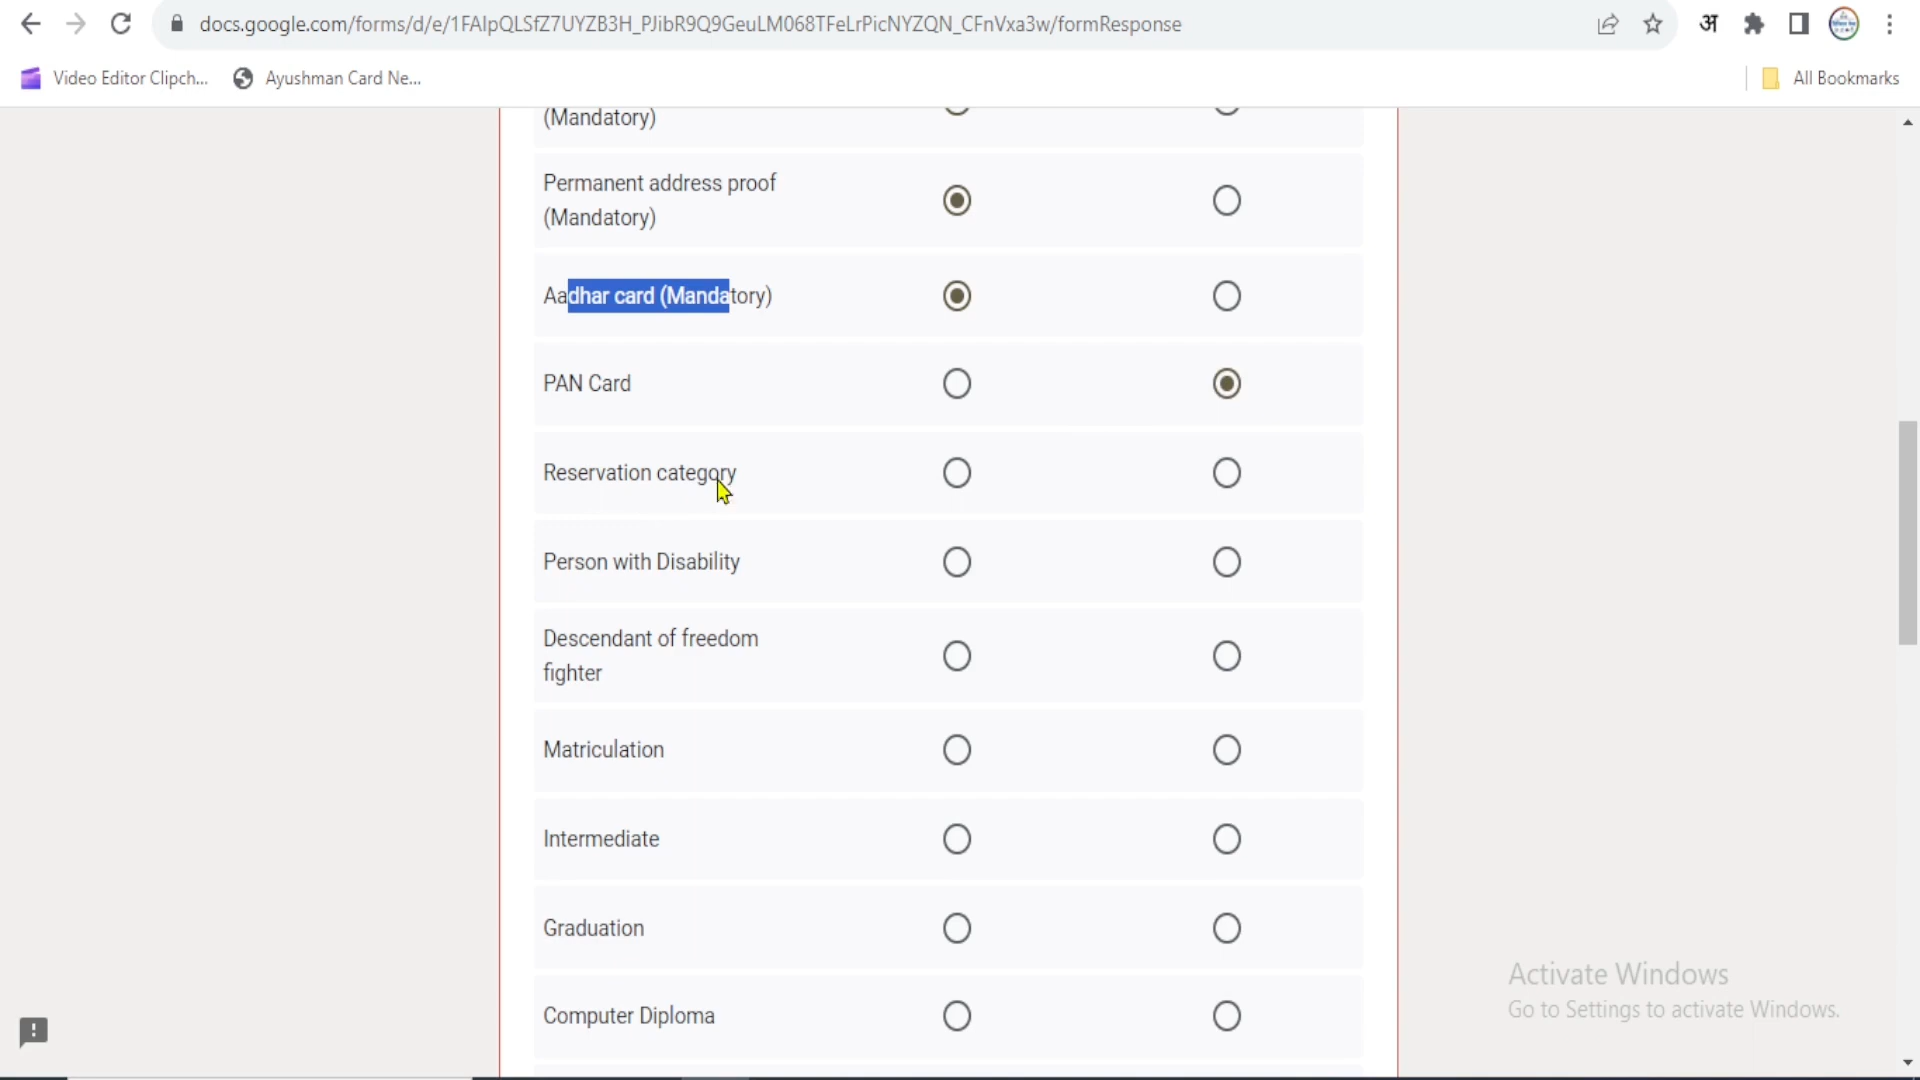 docs.google.com/forms/d/e/1FAIpQLSfZ7UYZB3H_PJibR9Q9GeuLM068TFeLrPicNYZQN_CFnVxa3w/formResponse
अ
Video Editor Clipch...
Ayushman Card Ne...
All Bookmarks
(Mandatory)
Permanent address proof
(Mandatory)
Aadhar card (Mandatory)
PAN Card
Reservation category
Person with Disability
Descendant of freedom
fighter
Matriculation
Intermediate
Graduation
Computer Diploma
Activate Windows
Go to Settings to activate Windows.